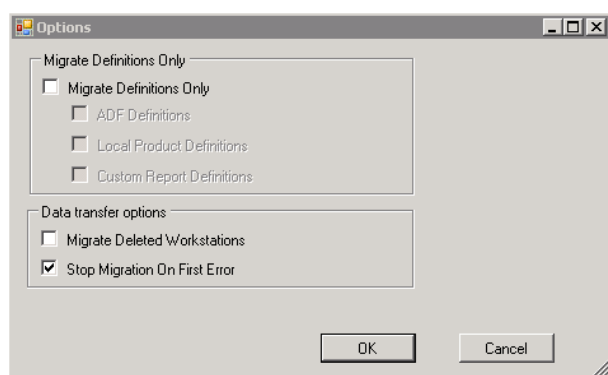 Options
Migrate Definitions Only
Migrate Definitions Only
ADF Definitions
Local Product Definitions
Custom Report Definitions
Data transfer options
Migrate Deleted Workstations
Stop Migration On First Error
OK
Cancel